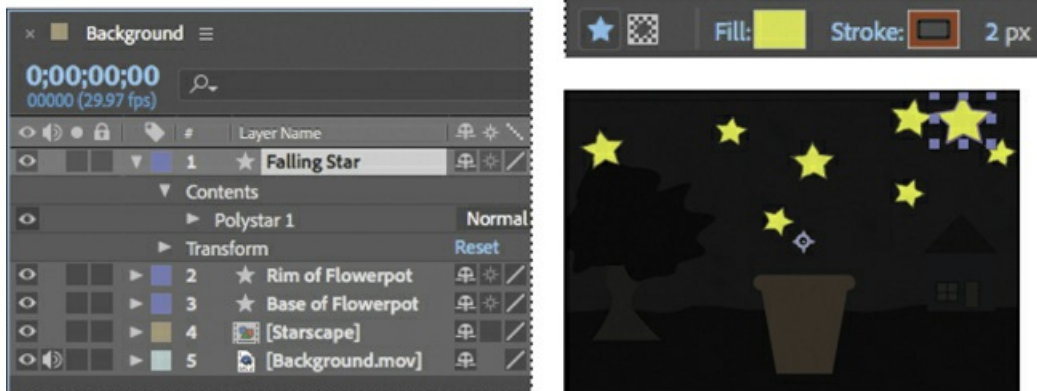 Background
0;00;00;00
00000 (29.97 fps)
# Layer Name
1 Falling Star
Contents
Polystar 1 Normal
Transform Reset
2 Rim of Flowerpot
3 Base of Flowerpot
4 [Starscape]
5 [Background.mov]
Fill: Stroke: 2 px